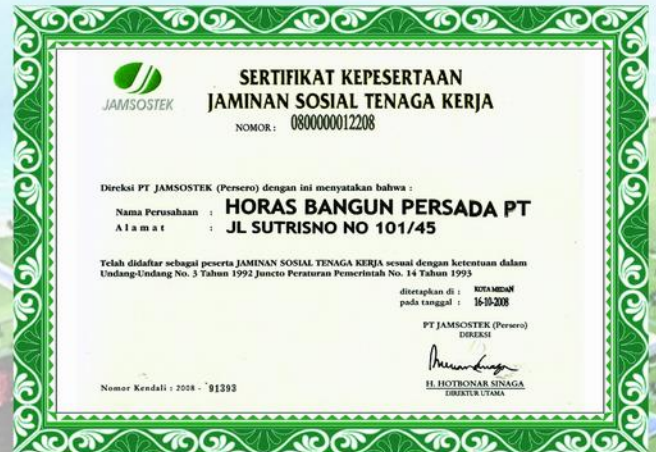 JAMSOSTEK
SERTIFIKAT KEPESERTAAN
JAMINAN SOSIAL TENAGA KERJA
NOMOR : 0800000012208
Direksi PT JAMSOSTEK (Persero) dengan ini menyatakan bahwa :
Nama Perusahaan : HORAS BANGUN PERSADA PT
A l a m a t : JL SUTRISNO NO 101/45
Telah didaftar sebagai peserta JAMINAN SOSIAL TENAGA KERJA sesuai dengan ketentuan dalam
Undang-Undang No. 3 Tahun 1992 Juncto Peraturan Pemerintah No. 14 Tahun 1993
ditetapkan di : KOTA MEDAN
pada tanggal : 16-10-2008
PT JAMSOSTEK (Persero)
DIREKSI
H. HOTBONAR SINAGA
DIREKTUR UTAMA
Nomor Kendali : 2008 - 91393